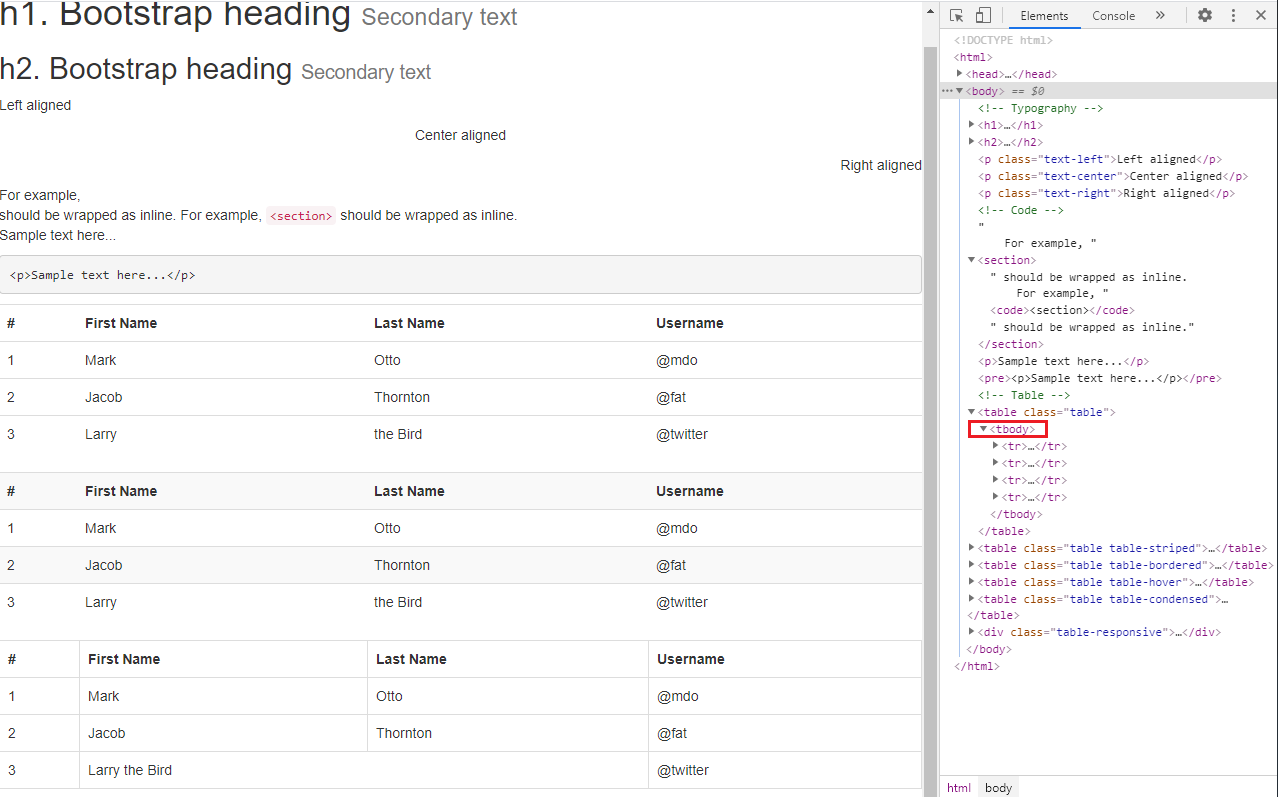 h1. Bootstrap heading Secondary text
h2. Bootstrap heading Secondary text
Left aligned
Center aligned
Right aligned
For example,
should be wrapped as inline. For example, <section> should be wrapped as inline.
Sample text here...
<p>Sample text here...</p>
# First Name Last Name Username
1 Mark Otto @mdo
2 Jacob Thornton @fat
3 Larry the Bird @twitter
# First Name Last Name Username
1 Mark Otto @mdo
2 Jacob Thornton @fat
3 Larry the Bird @twitter
# First Name Last Name Username
1 Mark Otto @mdo
2 Jacob Thornton @fat
3 Larry the Bird @twitter
Elements Console
<!DOCTYPE html>
<html>
<head>…</head>
<body> == $0
<!-- Typography -->
<h1>…</h1>
<h2>…</h2>
<p class="text-left">Left aligned</p>
<p class="text-center">Center aligned</p>
<p class="text-right">Right aligned</p>
<!-- Code -->
"
For example, "
<section>
" should be wrapped as inline.
For example, "
<code><section></code>
" should be wrapped as inline."
</section>
<p>Sample text here...</p>
<pre><p>Sample text here...</p></pre>
<!-- Table -->
<table class="table">
<tbody>
<tr>…</tr>
<tr>…</tr>
<tr>…</tr>
<tr>…</tr>
</tbody>
</table>
<table class="table table-striped">…</table>
<table class="table table-bordered">…</table>
<table class="table table-hover">…</table>
<table class="table table-condensed">…
</table>
<div class="table-responsive">…</div>
</body>
</html>
html body